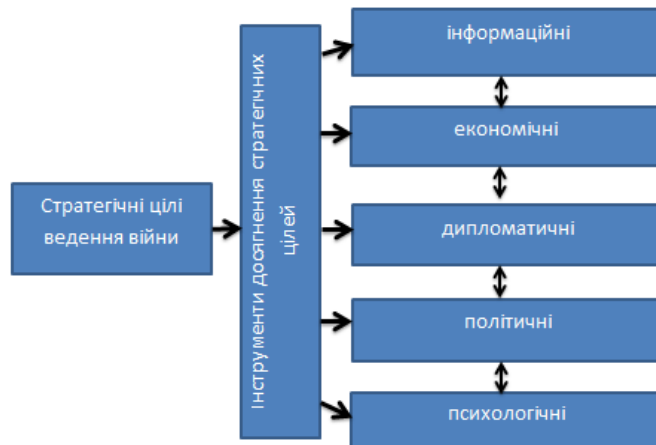 Стратегічні цілі
ведення війни
Інструменти досягнення стратегічних
цілей
інформаційні
економічні
дипломатичні
політичні
психологічні